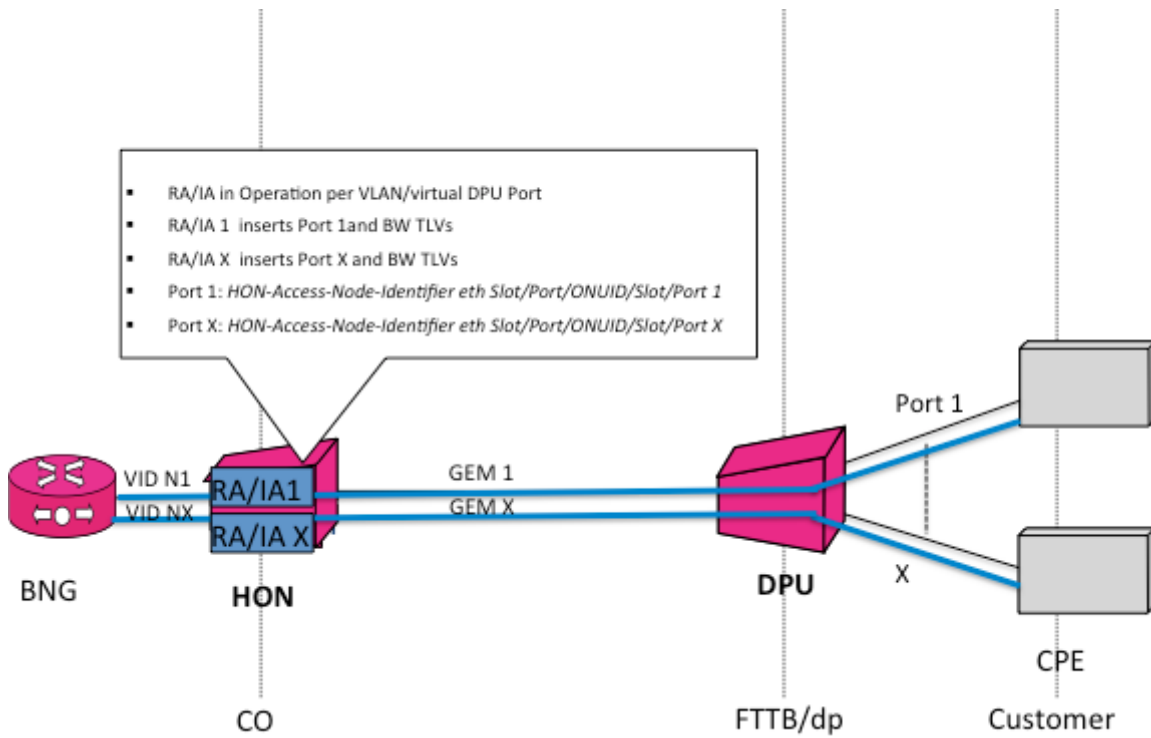 RA/IA in Operation per VLAN/virtual DPU Port
RA/IA 1 inserts Port 1and BW TLVs
RA/IA X inserts Port X and BW TLVs
Port 1: HON-Access-Node-Identifier eth Slot/Port/ONUID/Slot/Port 1
Port X: HON-Access-Node-Identifier eth Slot/Port/ONUID/Slot/Port X
Port 1
VID N1
RA/IA1
GEM 1
VID NX
RA/IA X
GEM X
X
BNG
HON
DPU
CPE
CO
FTTB/dp
Customer